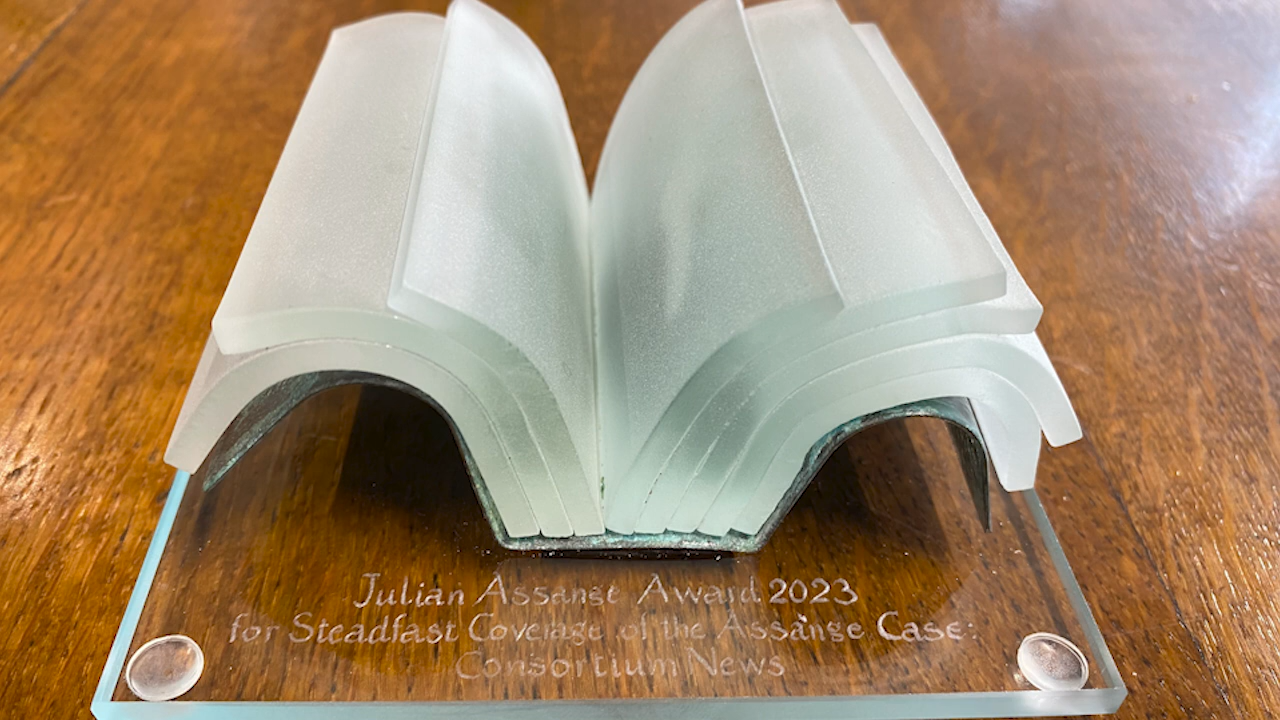 Julian Assange Award 2023
for Steadfast Coverage of the Assange Case:
Consortium News